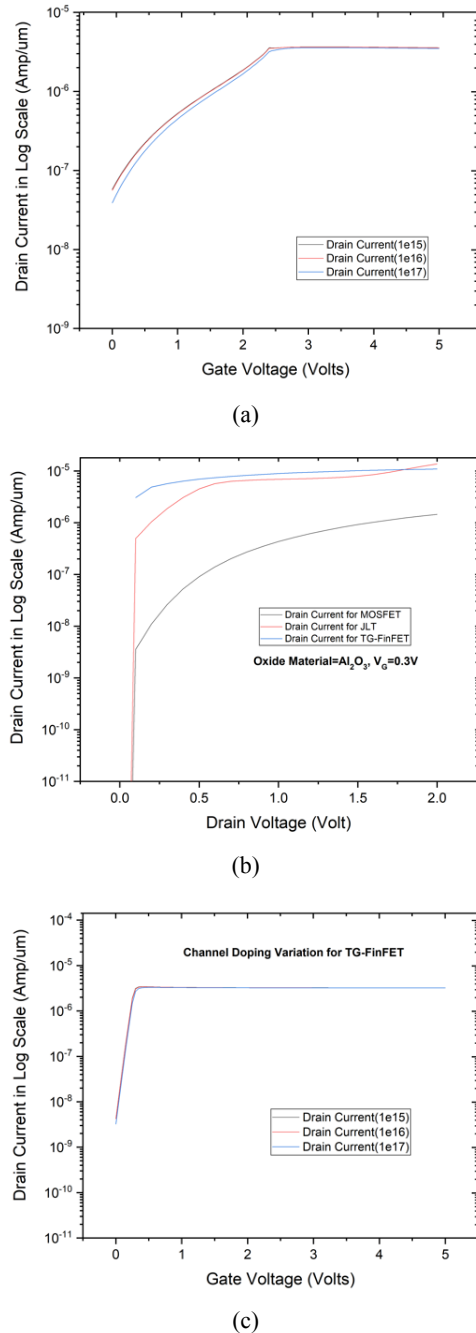 Drain Current in Log Scale (Amp/um)
10⁻⁵
10⁻⁶
10⁻⁷
10⁻⁸
10⁻⁹
Drain Current(1e15)
Drain Current(1e16)
Drain Current(1e17)
0 1 2 3 4 5
Gate Voltage (Volts)
(a)
Drain Current in Log Scale (Amp/um)
10⁻⁵
10⁻⁶
10⁻⁷
10⁻⁸
10⁻⁹
10⁻¹⁰
10⁻¹¹
Drain Current for MOSFET
Drain Current for JLT
Drain Current for TG-FinFET
Oxide Material=Al₂O₃, V_G=0.3V
0.0 0.5 1.0 1.5 2.0
Drain Voltage (Volt)
(b)
Drain Current in Log Scale (Amp/um)
10⁻⁴
10⁻⁵
10⁻⁶
10⁻⁷
10⁻⁸
10⁻⁹
10⁻¹⁰
10⁻¹¹
Channel Doping Variation for TG-FinFET
Drain Current(1e15)
Drain Current(1e16)
Drain Current(1e17)
0 1 2 3 4 5
Gate Voltage (Volts)
(c)